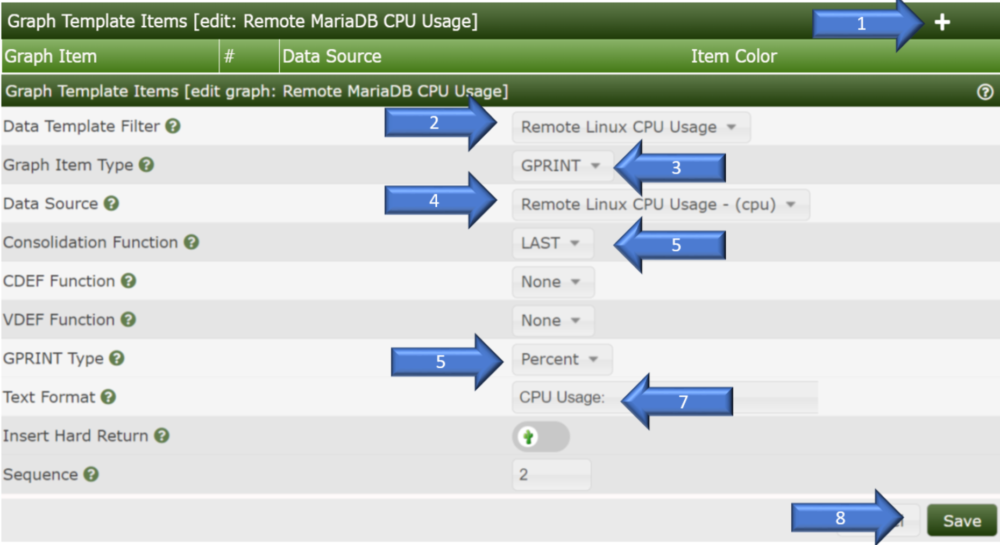 Graph Template Items [edit: Remote MariaDB CPU Usage] 1 +
Graph Item # Data Source Item Color
Graph Template Items [edit graph: Remote MariaDB CPU Usage] ?
Data Template Filter ? 2 Remote Linux CPU Usage
Graph Item Type ? GPRINT 3
Data Source ? 4 Remote Linux CPU Usage - (cpu)
Consolidation Function ? LAST 5
CDEF Function ? None
VDEF Function ? None
GPRINT Type ? 5 Percent
Text Format ? CPU Usage: 7
Insert Hard Return ?
Sequence ? 2
8 Save